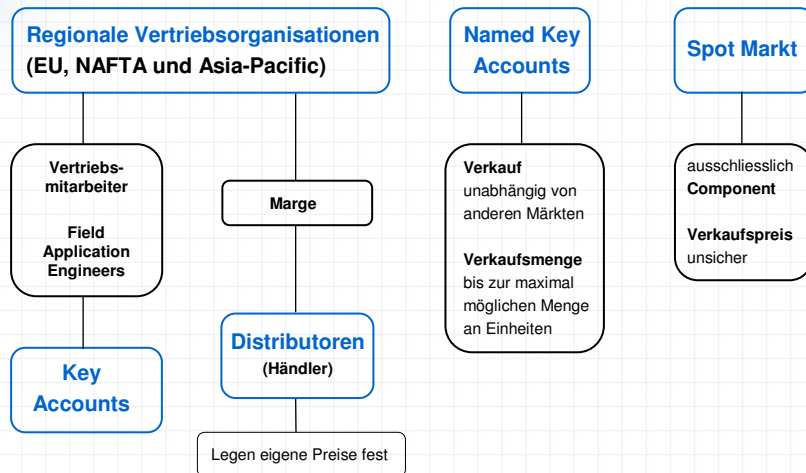 Regionale Vertriebsorganisationen
(EU, NAFTA und Asia-Pacific)
Named Key
Accounts
Spot Markt
Vertriebs-
mitarbeiter
Field
Application
Engineers
Marge
Verkauf
unabhängig von
anderen Märkten
Verkaufsmenge
bis zur maximal
möglichen Menge
an Einheiten
ausschliesslich
Component
Verkaufspreis
unsicher
Key
Accounts
Distributoren
(Händler)
Legen eigene Preise fest